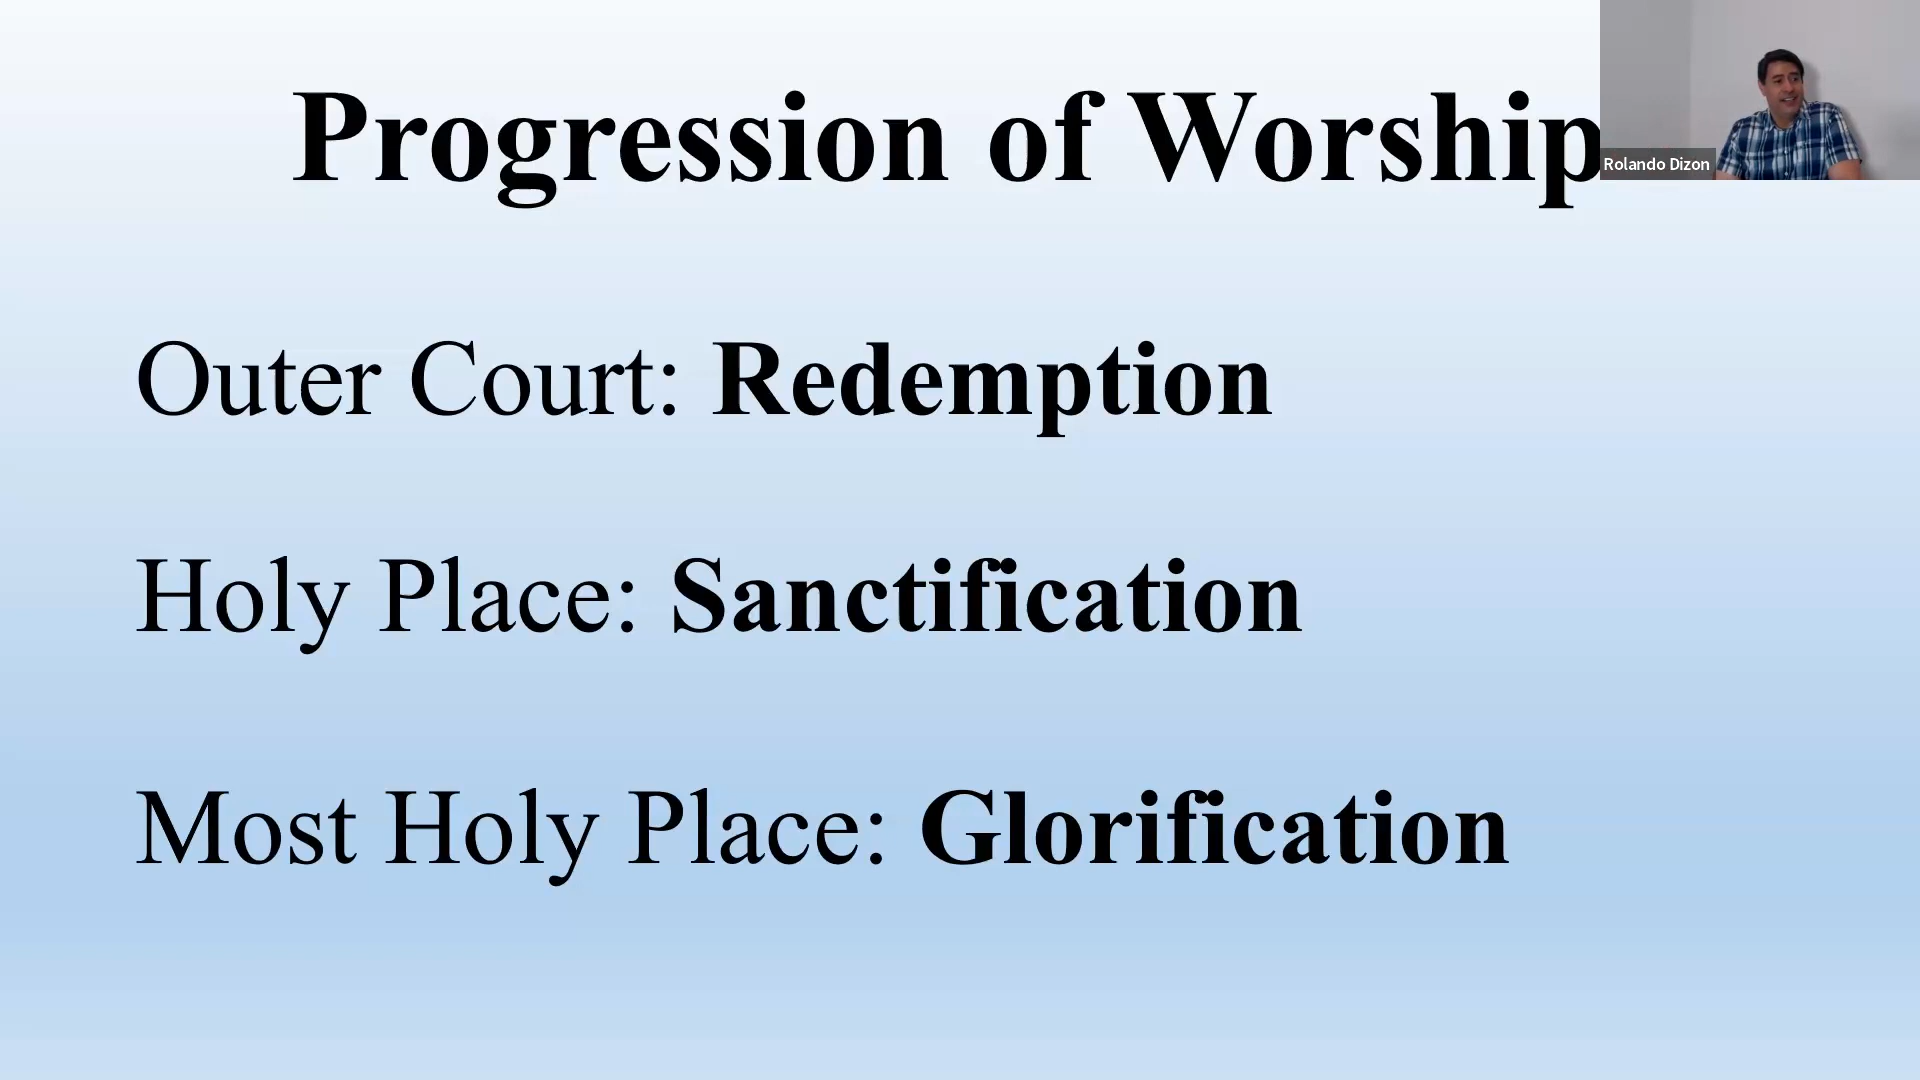 Progression of Worship
Rolando Dizon
Outer Court: Redemption
Holy Place: Sanctification
Most Holy Place: Glorification